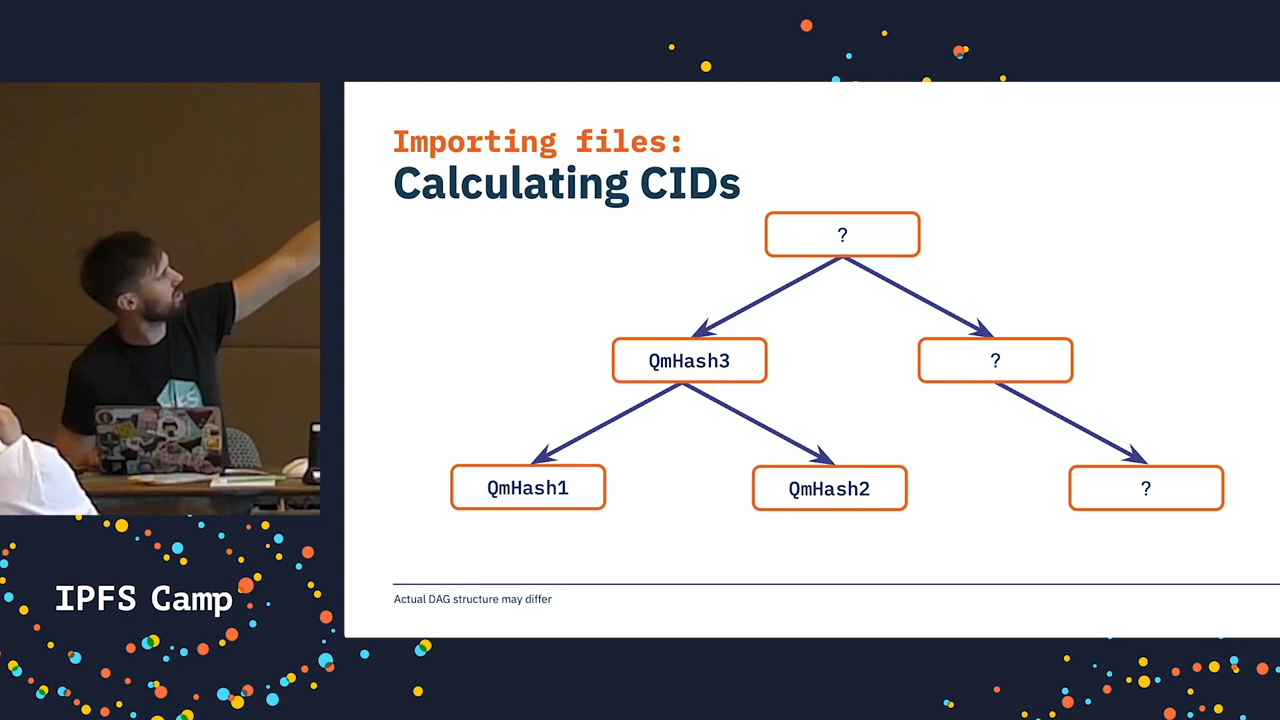 Importing files:
Calculating CIDs
?
QmHash3
?
QmHash1
QmHash2
?
Actual DAG structure may differ
IPFS Camp